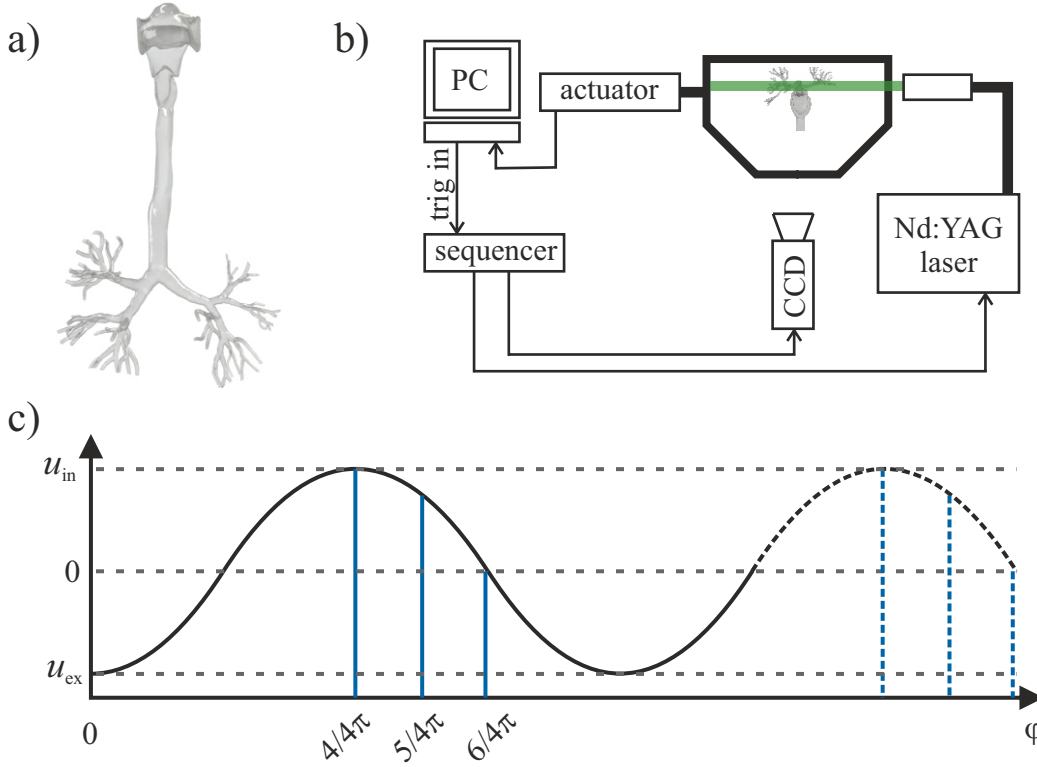 a)
b)
PC
actuator
trig in
sequencer
CCD
Nd:YAG
laser
c)
u_in
0
u_ex
0
4/4π
5/4π
6/4π
φ